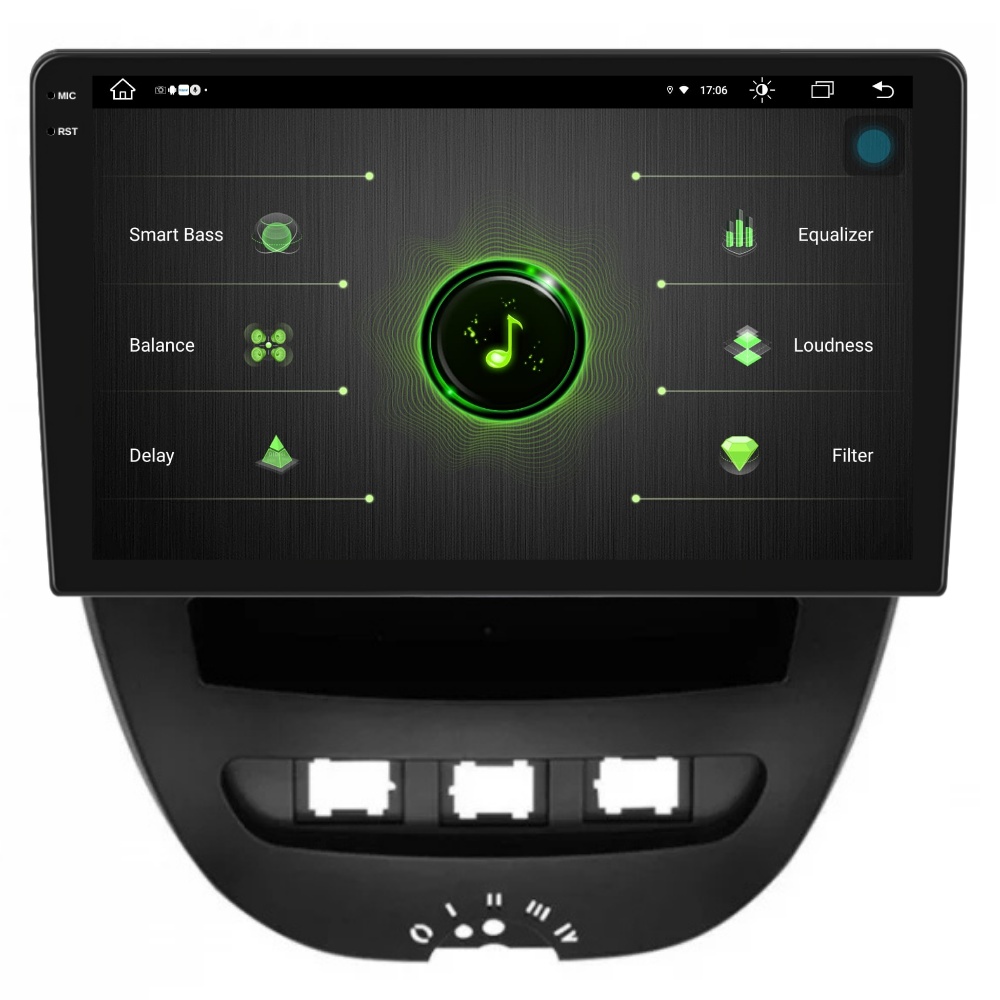 MIC
17:06
RST
Smart Bass
Equalizer
Balance
Loudness
Delay
Filter
O I II III IV